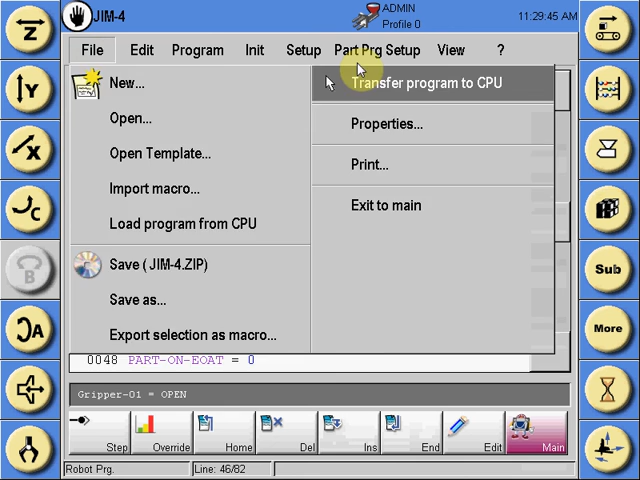 JIM-4
ADMIN
Profile 0
11:29:45 AM
File Edit Program Init Setup Part Prg Setup View ?
New...
Open...
Open Template...
Import macro...
Load program from CPU
Save ( JIM-4.ZIP)
Save as...
Export selection as macro...
Transfer program to CPU
Properties...
Print...
Exit to main
0048 PART-ON-EOAT = 0
Gripper-01 = OPEN
Step Override Home Del Ins End Edit Main
Robot Prg. Line: 46/82
Z
Y
X
C
B
CA
Sub
More